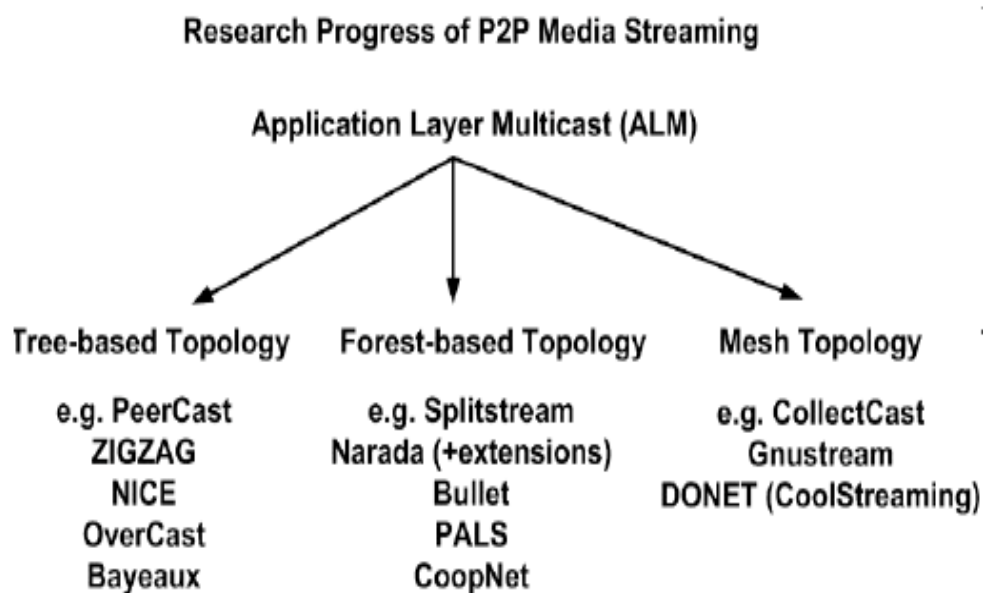 Research Progress of P2P Media Streaming
Application Layer Multicast (ALM)
Tree-based Topology
e.g. PeerCast
ZIGZAG
NICE
OverCast
Bayeaux
Forest-based Topology
e.g. Splitstream
Narada (+extensions)
Bullet
PALS
CoopNet
Mesh Topology
e.g. CollectCast
Gnustream
DONET (CoolStreaming)